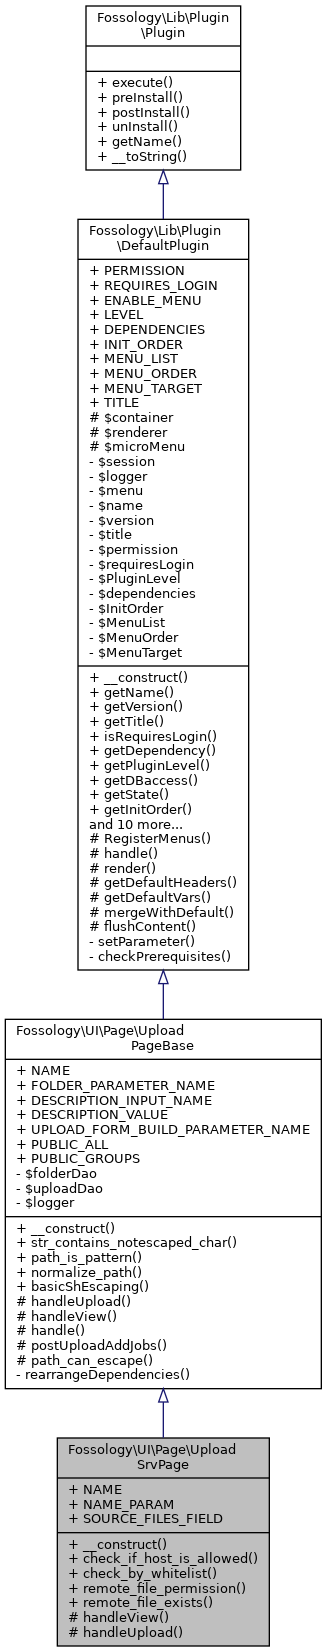 Fossology\Lib\Plugin
\Plugin
+ execute()
+ preInstall()
+ postInstall()
+ unInstall()
+ getName()
+ __toString()
Fossology\Lib\Plugin
\DefaultPlugin
+ PERMISSION
+ REQUIRES_LOGIN
+ ENABLE_MENU
+ LEVEL
+ DEPENDENCIES
+ INIT_ORDER
+ MENU_LIST
+ MENU_ORDER
+ MENU_TARGET
+ TITLE
# $container
# $renderer
# $microMenu
- $session
- $logger
- $menu
- $name
- $version
- $title
- $permission
- $requiresLogin
- $PluginLevel
- $dependencies
- $InitOrder
- $MenuList
- $MenuOrder
- $MenuTarget
+ __construct()
+ getName()
+ getVersion()
+ getTitle()
+ isRequiresLogin()
+ getDependency()
+ getPluginLevel()
+ getDBaccess()
+ getState()
+ getInitOrder()
and 10 more...
# RegisterMenus()
# handle()
# render()
# getDefaultHeaders()
# getDefaultVars()
# mergeWithDefault()
# flushContent()
- setParameter()
- checkPrerequisites()
Fossology\UI\Page\Upload
PageBase
+ NAME
+ FOLDER_PARAMETER_NAME
+ DESCRIPTION_INPUT_NAME
+ DESCRIPTION_VALUE
+ UPLOAD_FORM_BUILD_PARAMETER_NAME
+ PUBLIC_ALL
+ PUBLIC_GROUPS
- $folderDao
- $uploadDao
- $logger
+ __construct()
+ str_contains_notescaped_char()
+ path_is_pattern()
+ normalize_path()
+ basicShEscaping()
# handleUpload()
# handleView()
# handle()
# postUploadAddJobs()
# path_can_escape()
- rearrangeDependencies()
Fossology\UI\Page\Upload
SrvPage
+ NAME
+ NAME_PARAM
+ SOURCE_FILES_FIELD
+ __construct()
+ check_if_host_is_allowed()
+ check_by_whitelist()
+ remote_file_permission()
+ remote_file_exists()
# handleView()
# handleUpload()